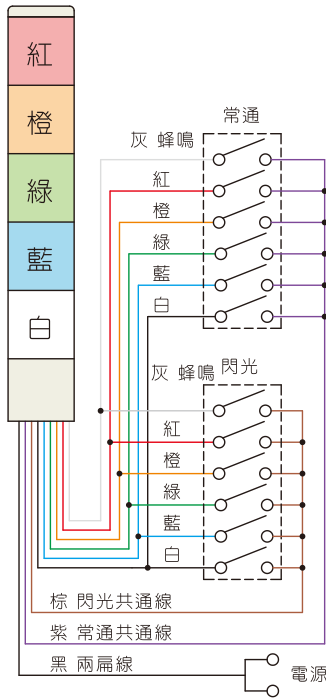 紅
橙
綠
藍
白
常通
灰 蜂鳴
紅
橙
綠
藍
白
灰 蜂鳴 閃光
紅
橙
綠
藍
白
棕 閃光共通線
紫 常通共通線
黑 兩扁線
電源